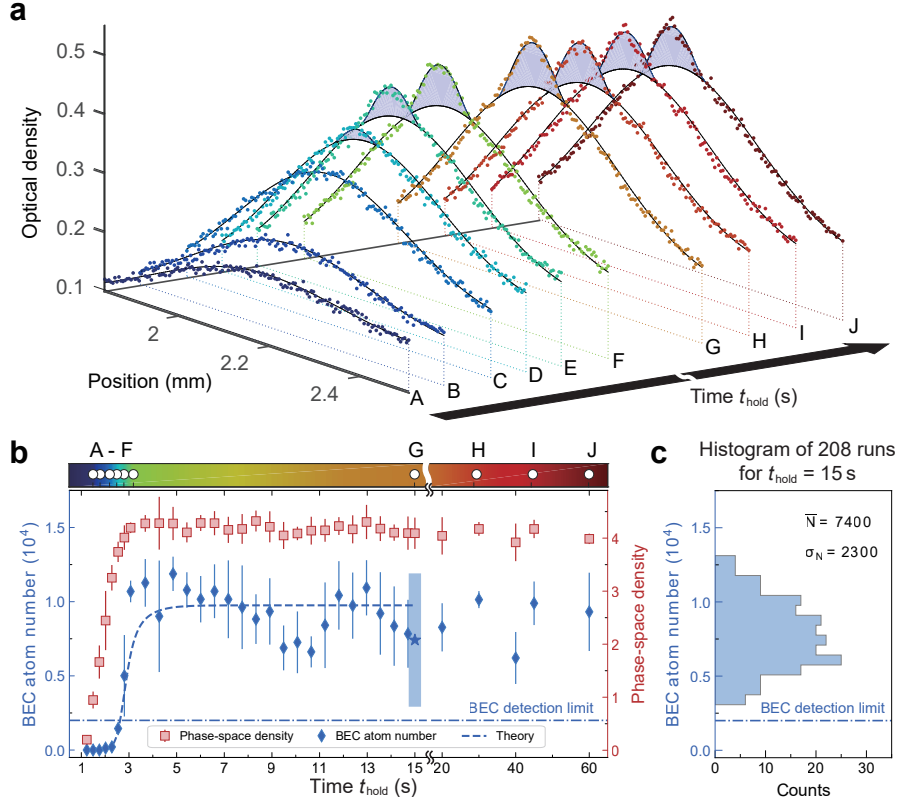 a
0.5
0.4
0.3
0.2
0.1
Optical density
2
2.2
2.4
Position (mm)
A
B
C
D
E
F
G
H
I
J
Time t_hold (s)
b
A - F
G
H
I
J
1.5
1.0
0.5
0.0
BEC atom number (10⁴)
4
3
2
1
0
Phase-space density
BEC detection limit
Phase-space density
BEC atom number
Theory
1 3 5 7 9 11 13 15 20 40 60
Time t_hold (s)
c
Histogram of 208 runs
for t_hold = 15 s
N̅ = 7400
σ_N = 2300
1.5
1.0
0.5
0.0
BEC atom number (10⁴)
BEC detection limit
0 10 20 30
Counts